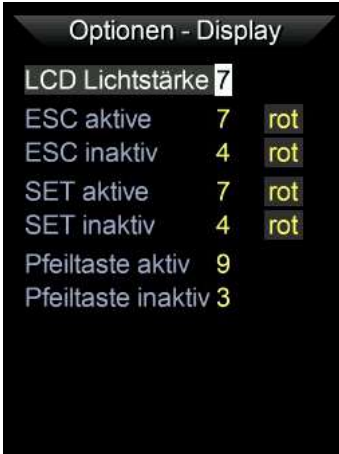 Optionen - Display
LCD Lichtstärke 7
ESC aktive 7 rot
ESC inaktiv 4 rot
SET aktive 7 rot
SET inaktiv 4 rot
Pfeiltaste aktiv 9
Pfeiltaste inaktiv 3